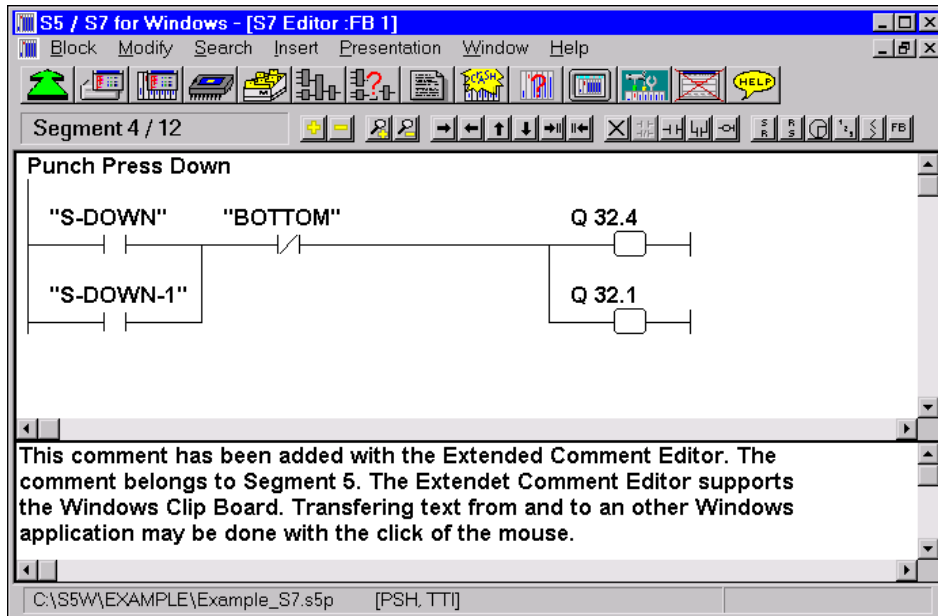 S5 / S7 for Windows - [S7 Editor :FB 1]
Block Modify Search Insert Presentation Window Help
CRASH HELP
Segment 4 / 12
S R R S 1 2 3 FB
Punch Press Down
"S-DOWN" "BOTTOM" Q 32.4
"S-DOWN-1" Q 32.1
This comment has been added with the Extended Comment Editor. The
comment belongs to Segment 5. The Extendet Comment Editor supports
the Windows Clip Board. Transfering text from and to an other Windows
application may be done with the click of the mouse.
C:\S5W\EXAMPLE\Example_S7.s5p [PSH, TTI]